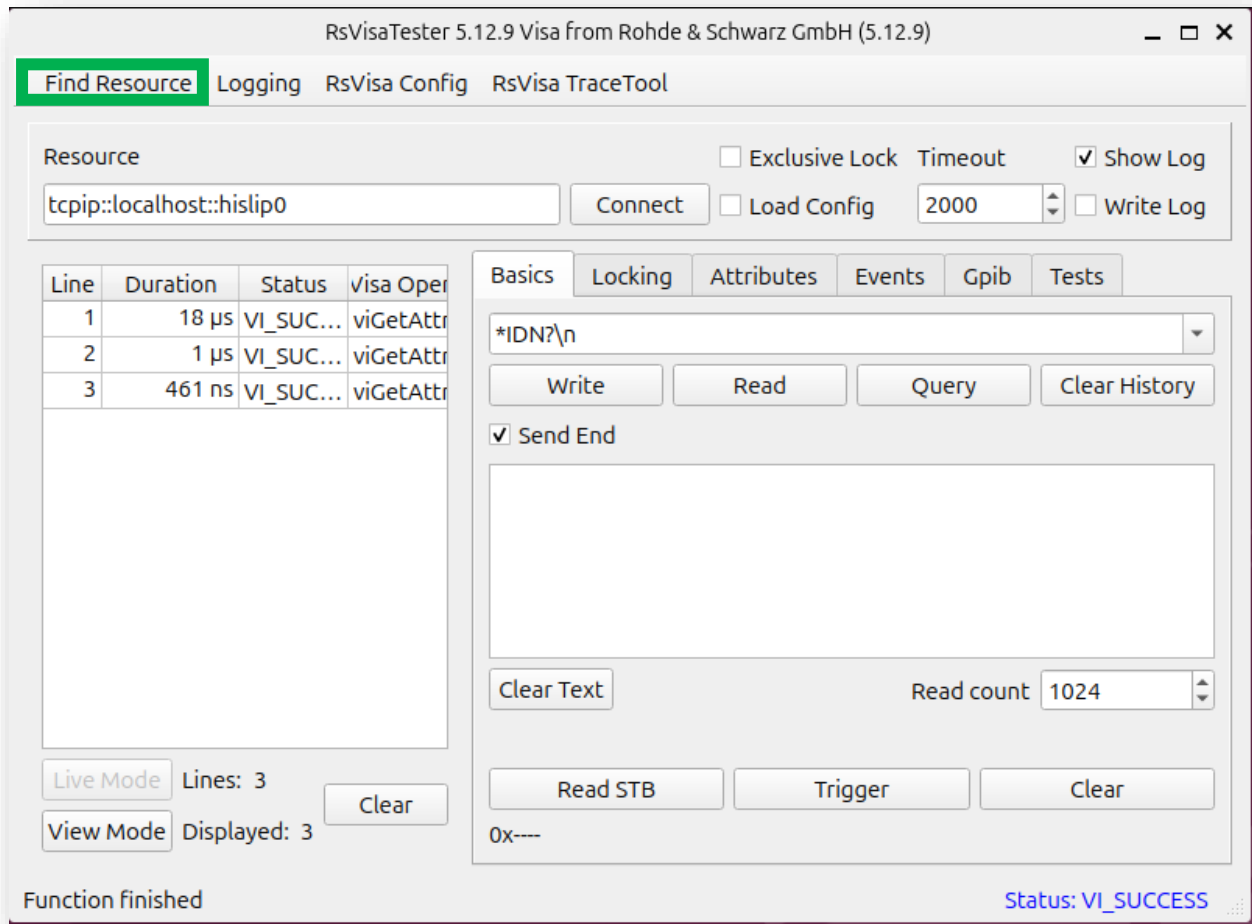 RsVisaTester 5.12.9 Visa from Rohde & Schwarz GmbH (5.12.9)
Find Resource Logging RsVisa Config RsVisa TraceTool
Resource
Exclusive Lock Timeout Show Log
tcpip::localhost::hislip0 Connect Load Config 2000 Write Log
Line Duration Status Visa Oper
1 18 µs VI_SUC... viGetAttr
2 1 µs VI_SUC... viGetAttr
3 461 ns VI_SUC... viGetAttr
Live Mode Lines: 3
Clear
View Mode Displayed: 3
Basics Locking Attributes Events Gpib Tests
*IDN?\n
Write Read Query Clear History
Send End
Clear Text Read count 1024
Read STB Trigger Clear
0x----
Function finished Status: VI_SUCCESS